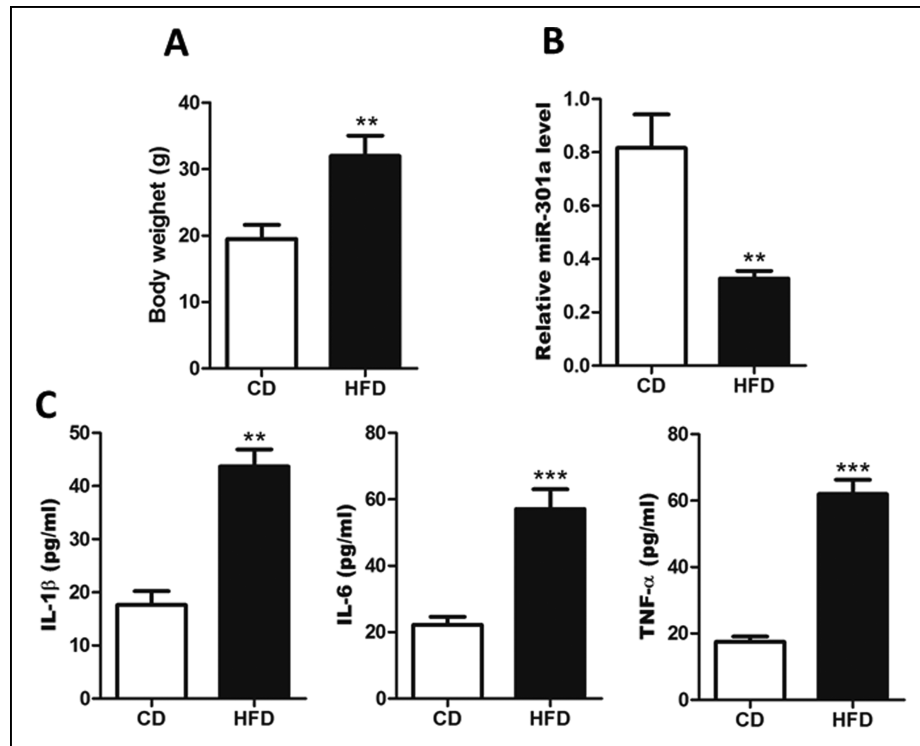 A
Body weighet (g)
40
30
20
10
0
**
CD HFD
B
Relative miR-301a level
1.0
0.8
0.6
0.4
0.2
0.0
**
CD HFD
C
IL-1β (pg/ml)
50
40
30
20
10
0
**
CD HFD
IL-6 (pg/ml)
80
60
40
20
0
***
CD HFD
TNF-α (pg/ml)
80
60
40
20
0
***
CD HFD